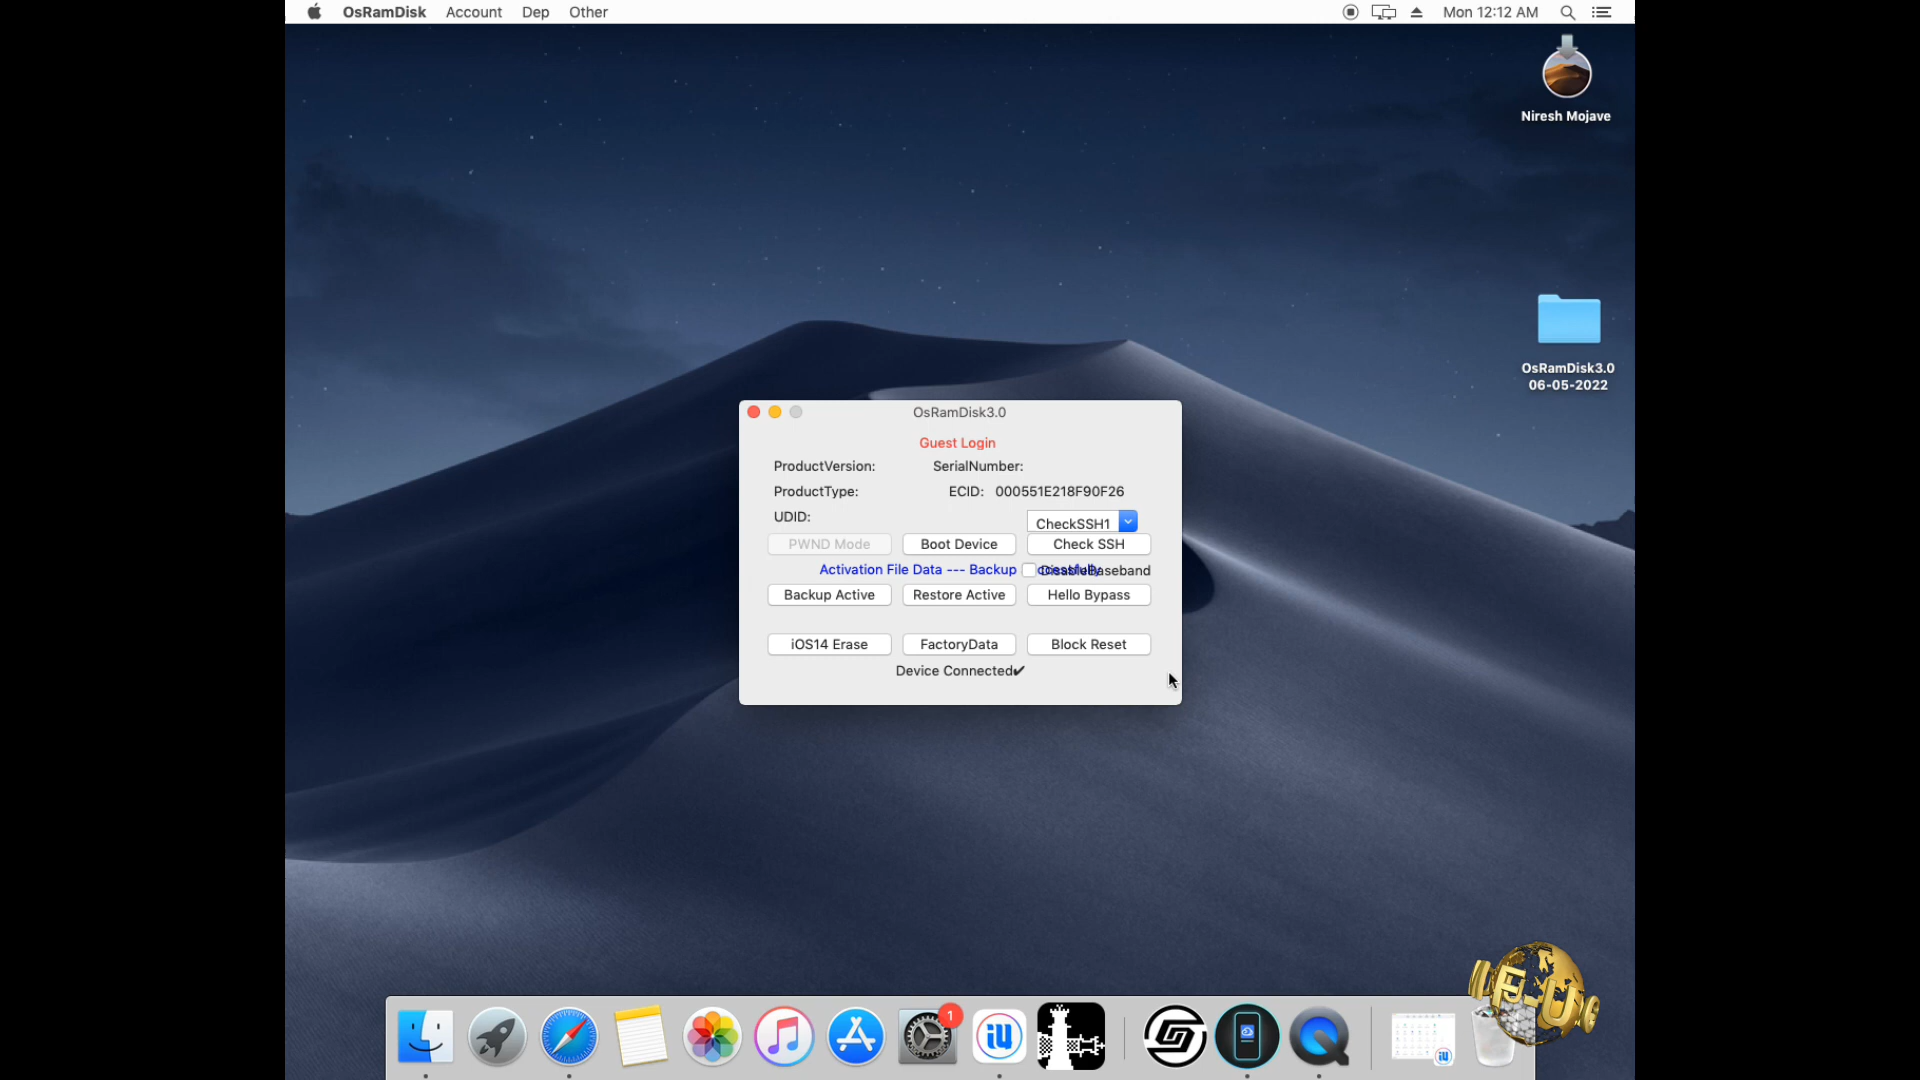 OsRamDisk Account Dep Other
Mon 12:12 AM
Niresh Mojave
OsRamDisk3.0
06-05-2022
OsRamDisk3.0
Guest Login
ProductVersion: SerialNumber:
ProductType: ECID: 000551E218F90F26
UDID:
CheckSSH1
PWND Mode Boot Device Check SSH
Activation File Data --- Backup
Backup Active Restore Active Hello Bypass
iOS14 Erase FactoryData Block Reset
Device Connected✔
1